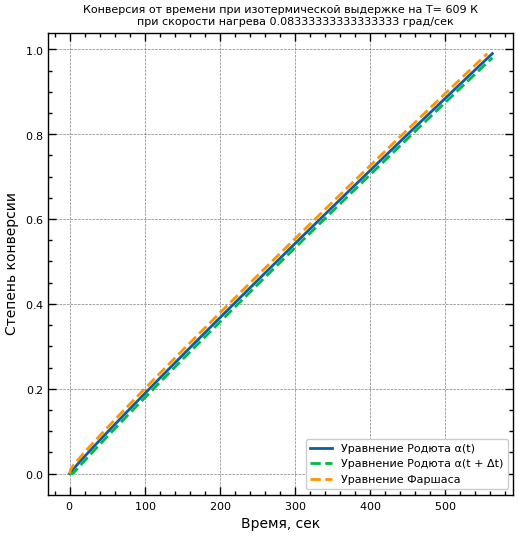 Конверсия от времени при изотермической выдержке на T= 609 К
при скорости нагрева 0.08333333333333333 град/сек
Степень конверсии
1.0
0.8
0.6
0.4
0.2
0.0
0
100
200
300
400
500
Время, сек
Уравнение Родюта α(t)
Уравнение Родюта α(t + Δt)
Уравнение Фаршаса